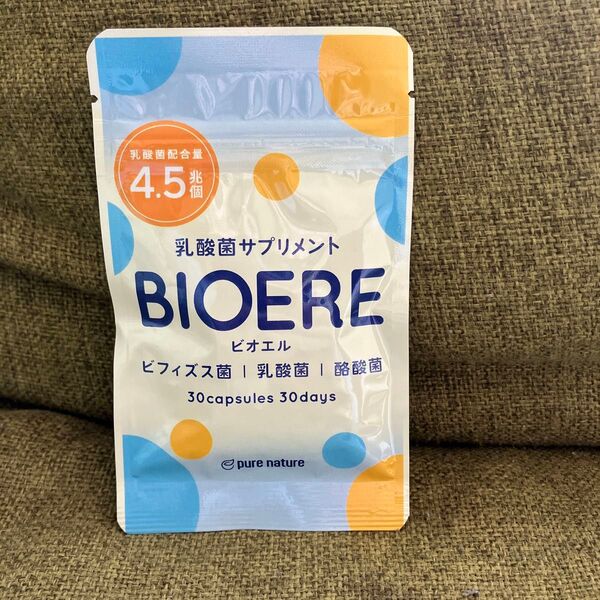 乳酸菌配合量
4.5兆個
乳酸菌サプリメント
BIOERE
ビオエル
ビフィズス菌 | 乳酸菌 | 酪酸菌
30capsules 30days
pure nature